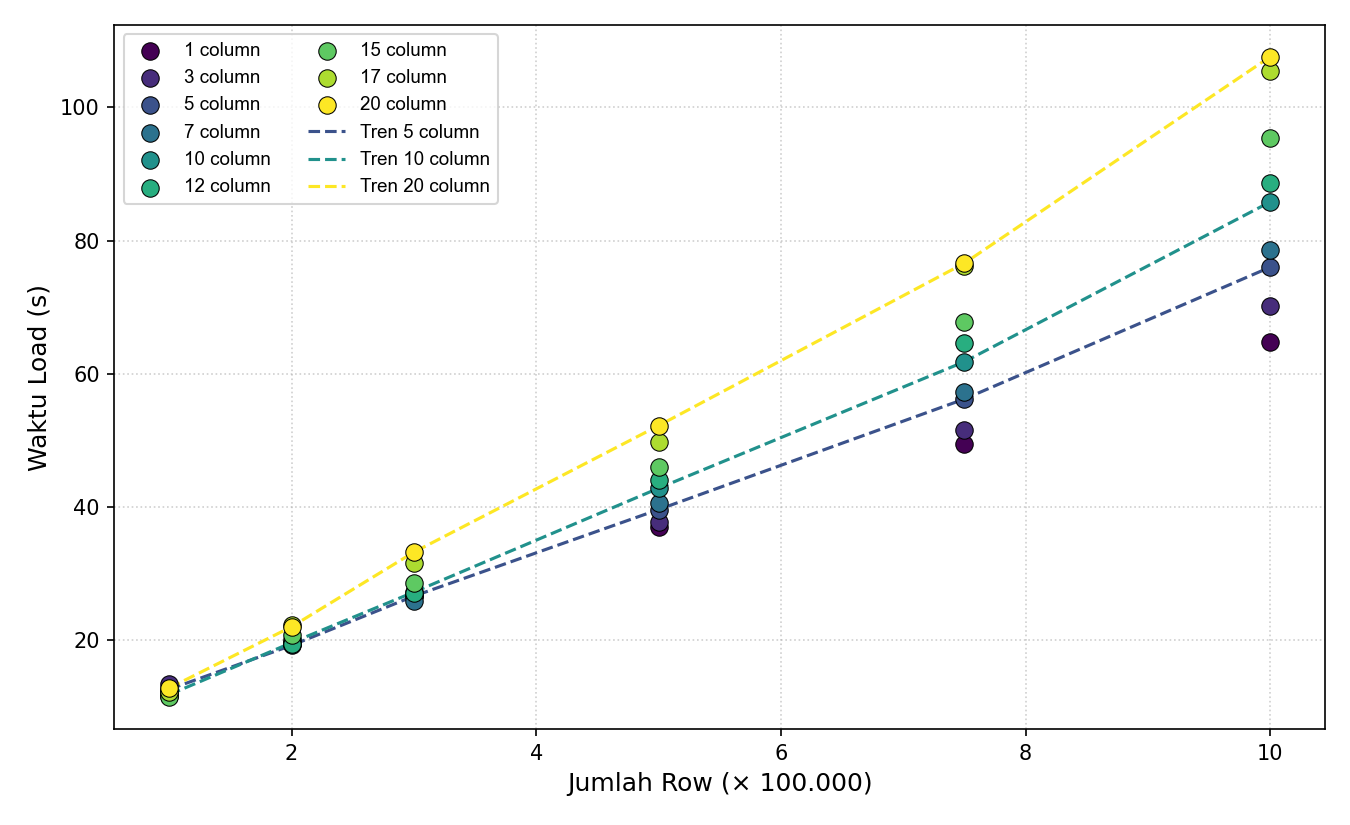 1 column
3 column
5 column
7 column
10 column
12 column
15 column
17 column
20 column
Tren 5 column
Tren 10 column
Tren 20 column
Waktu Load (s)
100
80
60
40
20
2 4 6 8 10
Jumlah Row (× 100.000)